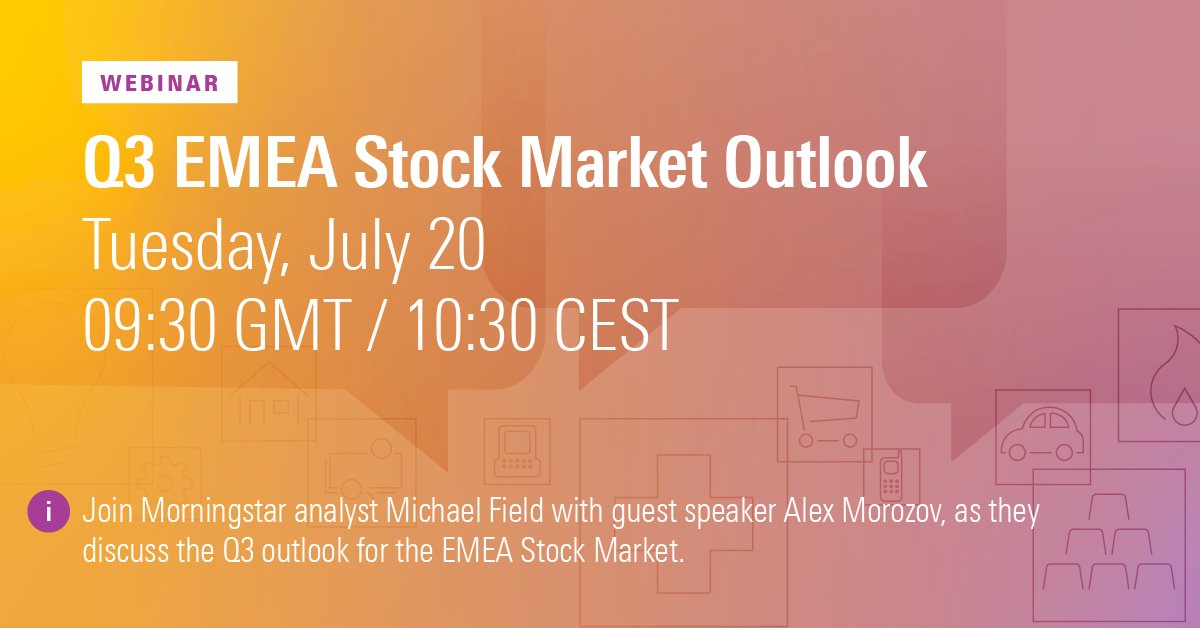 WEBINAR
Q3 EMEA Stock Market Outlook
Tuesday, July 20
09:30 GMT / 10:30 CEST
i Join Morningstar analyst Michael Field with guest speaker Alex Morozov, as they
discuss the Q3 outlook for the EMEA Stock Market.